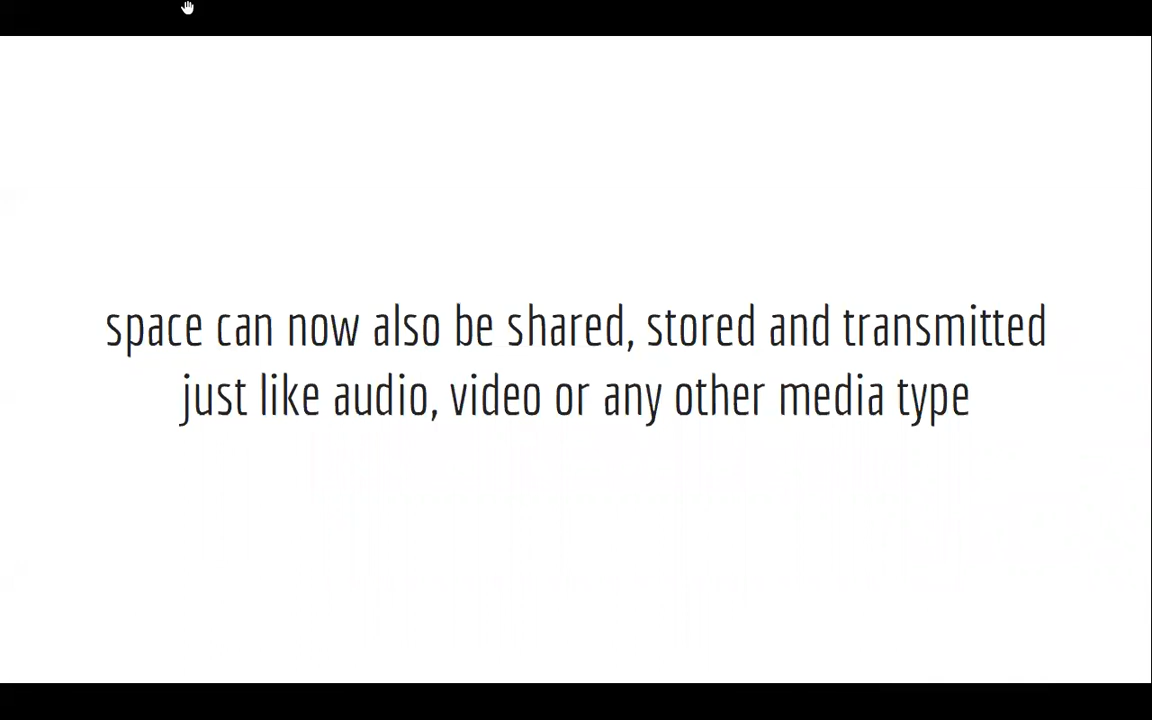 space can now also be shared, stored and transmitted
just like audio, video or any other media type